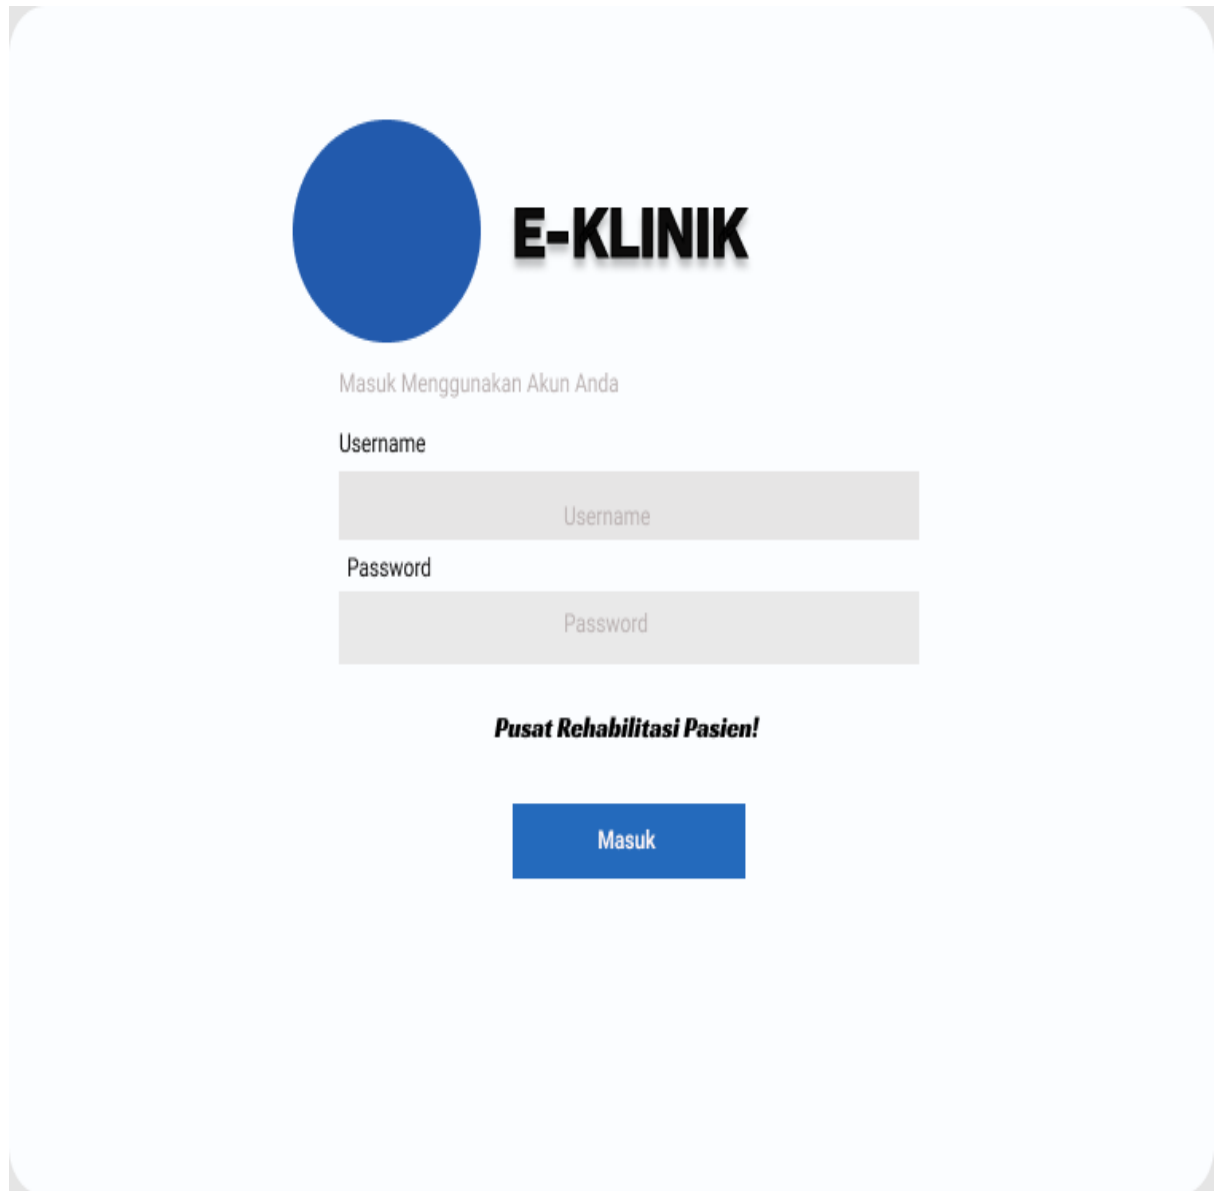 E-KLINIK
Masuk Menggunakan Akun Anda
Username
Username
Password
Password
Pusat Rehabilitasi Pasien!
Masuk